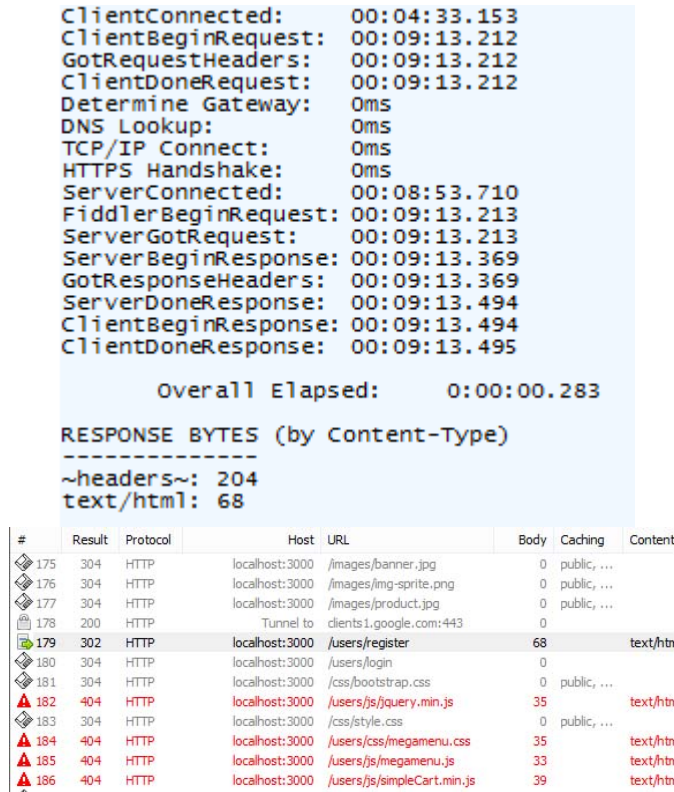 ClientConnected: 00:04:33.153
ClientBeginRequest: 00:09:13.212
GotRequestHeaders: 00:09:13.212
ClientDoneRequest: 00:09:13.212
Determine Gateway: 0ms
DNS Lookup: 0ms
TCP/IP Connect: 0ms
HTTPS Handshake: 0ms
ServerConnected: 00:08:53.710
FiddlerBeginRequest: 00:09:13.213
ServerGotRequest: 00:09:13.213
ServerBeginResponse: 00:09:13.369
GotResponseHeaders: 00:09:13.369
ServerDoneResponse: 00:09:13.494
ClientBeginResponse: 00:09:13.494
ClientDoneResponse: 00:09:13.495
Overall Elapsed: 0:00:00.283
RESPONSE BYTES (by Content-Type)
--------------
~headers~: 204
text/html: 68
# Result Protocol Host URL Body Caching Content
175 304 HTTP localhost:3000 /images/banner.jpg 0 public, ...
176 304 HTTP localhost:3000 /images/img-sprite.png 0 public, ...
177 304 HTTP localhost:3000 /images/product.jpg 0 public, ...
178 200 HTTP Tunnel to clients1.google.com:443 0
179 302 HTTP localhost:3000 /users/register 68 text/htm
180 304 HTTP localhost:3000 /users/login 0
181 304 HTTP localhost:3000 /css/bootstrap.css 0 public, ...
182 404 HTTP localhost:3000 /users/js/jquery.min.js 35 text/htm
183 304 HTTP localhost:3000 /css/style.css 0 public, ...
184 404 HTTP localhost:3000 /users/css/megamenu.css 35 text/htm
185 404 HTTP localhost:3000 /users/js/megamenu.js 33 text/htm
186 404 HTTP localhost:3000 /users/js/simpleCart.min.js 39 text/htm